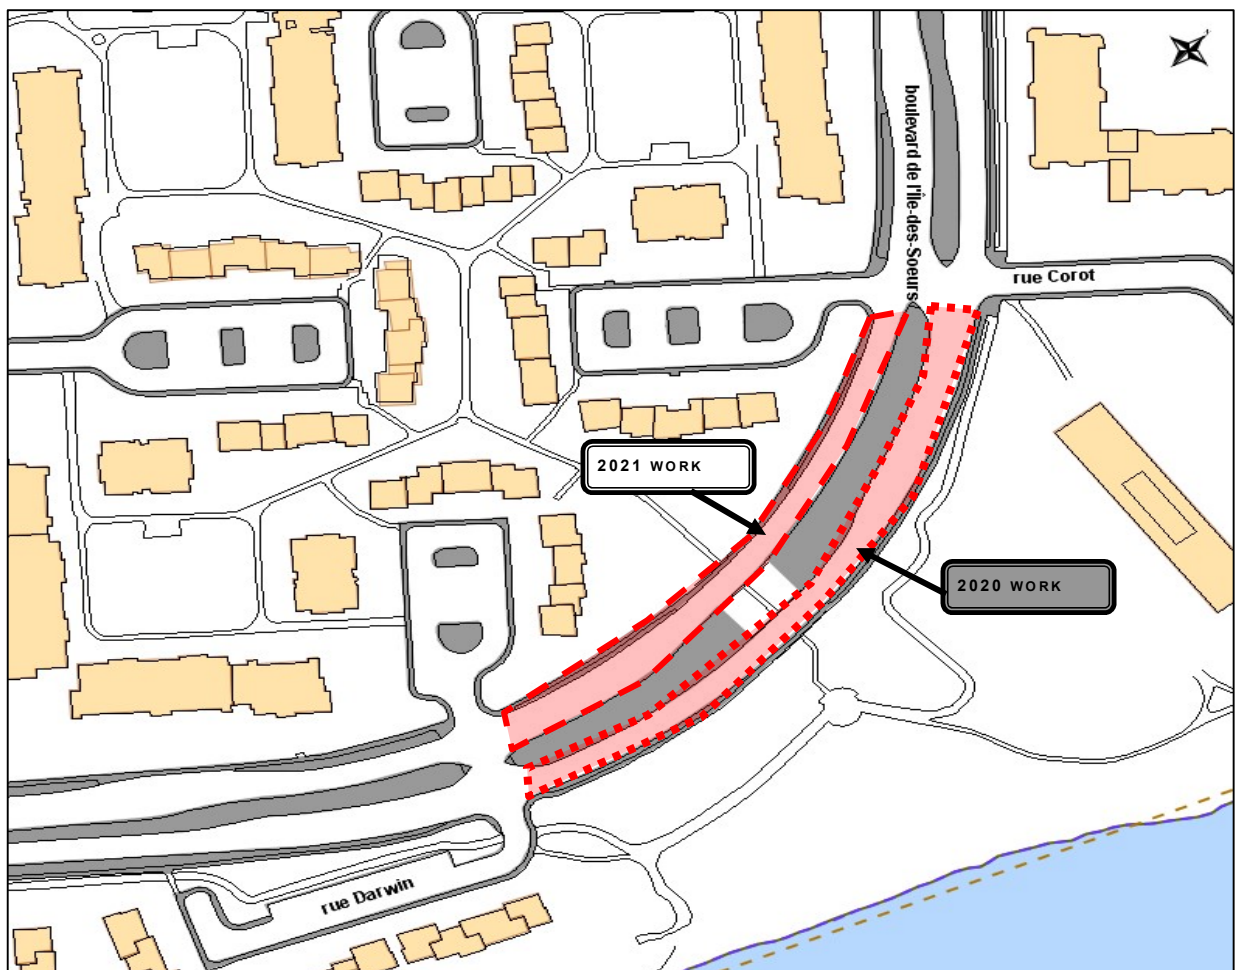 boulevard de l'Île-des-Soeurs
rue Corot
2021 WORK
2020 WORK
rue Darwin